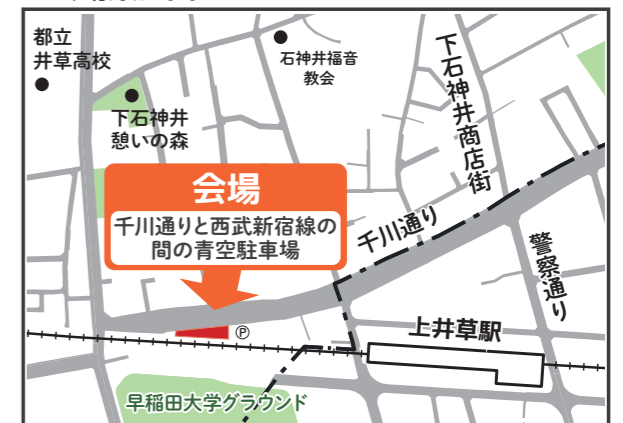 都立
井草高校
石神井福音
教会
下石神井商店街
下石神井
憩いの森
会場
千川通りと西武新宿線の
間の青空駐車場
千川通り
警察通り
Ⓟ
上井草駅
早稲田大学グラウンド